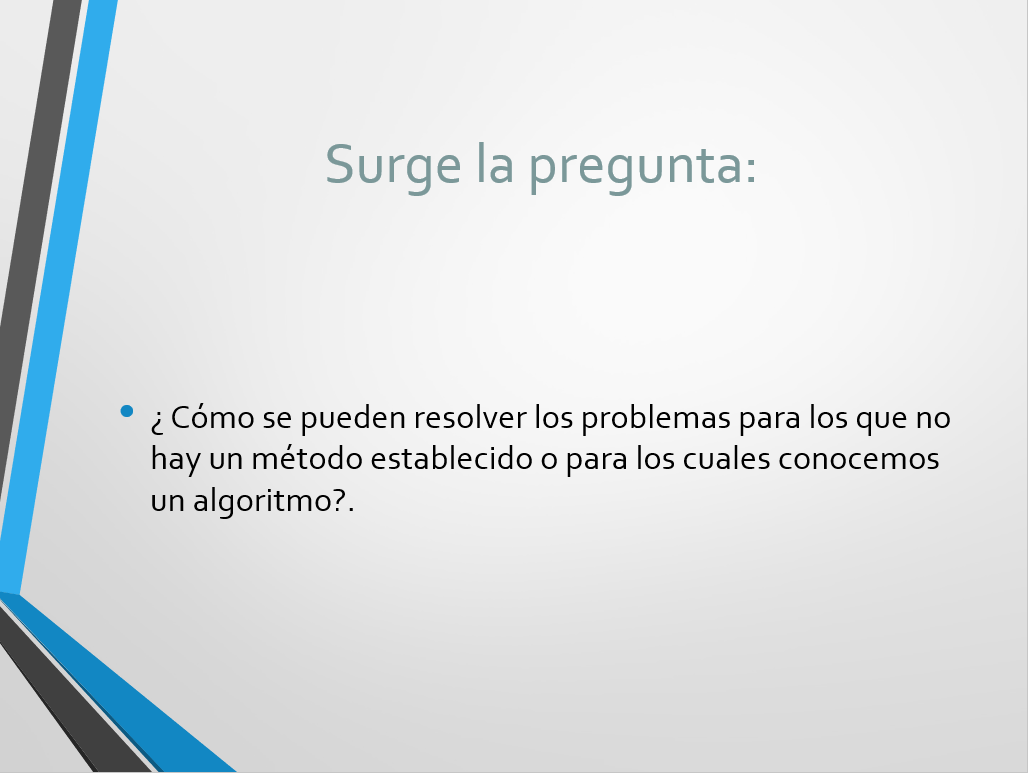 Surge la pregunta:
• ¿ Cómo se pueden resolver los problemas para los que no
hay un método establecido o para los cuales conocemos
un algoritmo?.